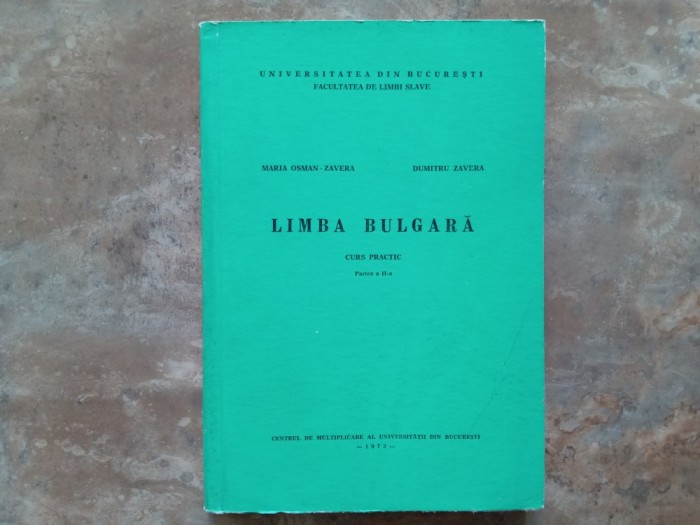 UNIVERSITATEA DIN BUCUREȘTI
FACULTATEA DE LIMBI SLAVE
MARIA OSMAN-ZAVERA DUMITRU ZAVERA
LIMBA BULGARĂ
CURS PRACTIC
Partea a II-a
CENTRUL DE MULTIPLICARE AL UNIVERSITĂȚII DIN BUCUREȘTI
— 1973 —